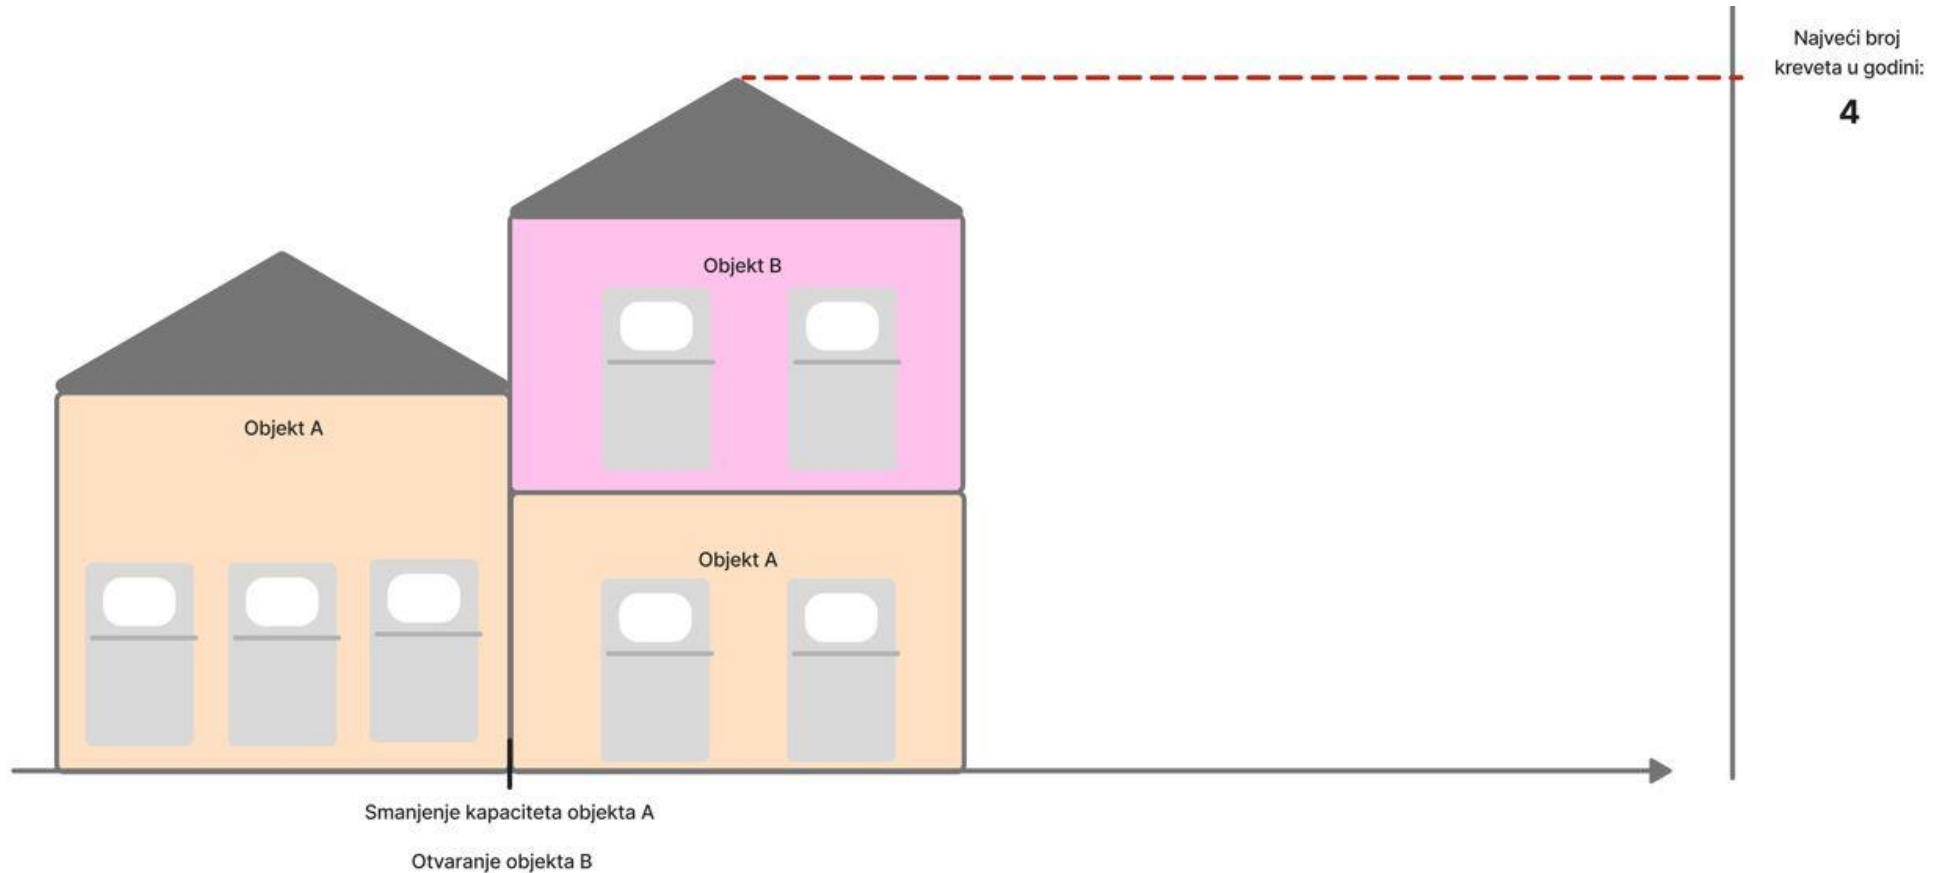 Najveći broj
kreveta u godini:
4
Objekt B
Objekt A
Objekt A
Smanjenje kapaciteta objekta A
Otvaranje objekta B